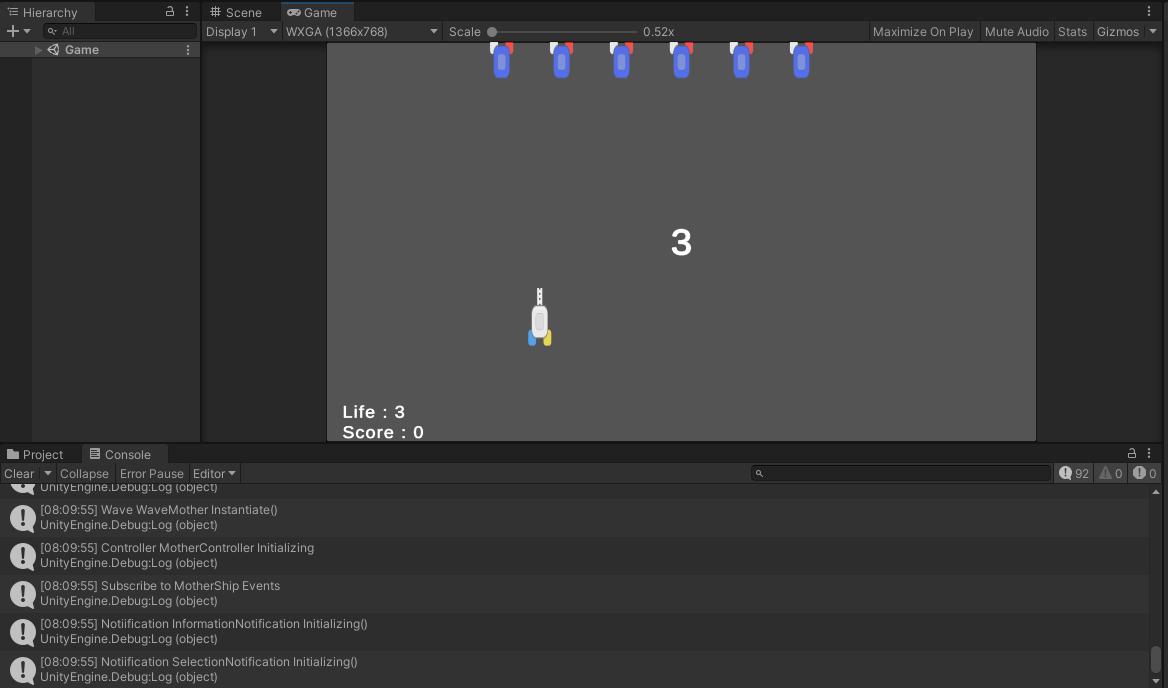 Hierarchy
All
Game
Scene
Game
Display 1
WXGA (1366x768)
Scale
0.52x
Maximize On Play
Mute Audio
Stats
Gizmos
3
Life : 3
Score : 0
Project
Console
Clear
Collapse
Error Pause
Editor
92
0
0
UnityEngine.Debug:Log (object)
[08:09:55] Wave WaveMother Instantiate()
UnityEngine.Debug:Log (object)
[08:09:55] Controller MotherController Initializing
UnityEngine.Debug:Log (object)
[08:09:55] Subscribe to MotherShip Events
UnityEngine.Debug:Log (object)
[08:09:55] Notiification InformationNotification Initializing()
UnityEngine.Debug:Log (object)
[08:09:55] Notiification SelectionNotification Initializing()
UnityEngine.Debug:Log (object)